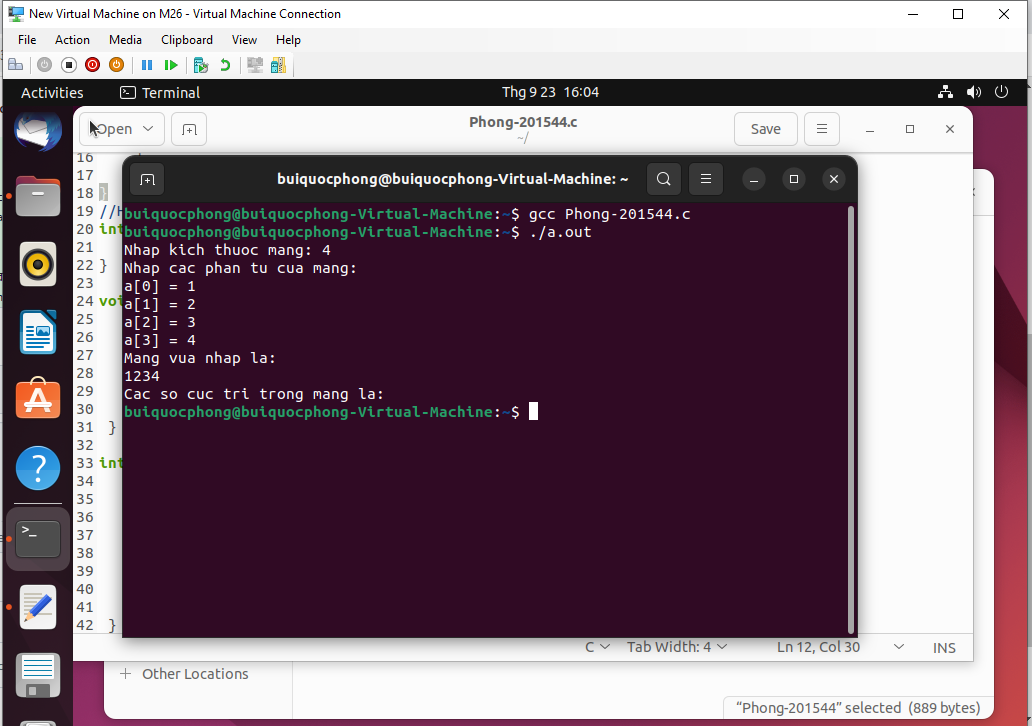 New Virtual Machine on M26 - Virtual Machine Connection
File Action Media Clipboard View Help
Activities Terminal Thg 9 23 16:04
Open Phong-201544.c Save
~/
16
17
18 }
buiquocphong@buiquocphong-Virtual-Machine: ~
19 //H
20 int
21
22 }
23
24 voi
25
26
27
28
29
30
31 }
32
33 int
34
35
36
37
38
39
40
41
42 }
buiquocphong@buiquocphong-Virtual-Machine:~$ gcc Phong-201544.c
buiquocphong@buiquocphong-Virtual-Machine:~$ ./a.out
Nhap kich thuoc mang: 4
Nhap cac phan tu cua mang:
a[0] = 1
a[1] = 2
a[2] = 3
a[3] = 4
Mang vua nhap la:
1234
Cac so cuc tri trong mang la:
buiquocphong@buiquocphong-Virtual-Machine:~$
C Tab Width: 4 Ln 12, Col 30 INS
+ Other Locations
“Phong-201544” selected (889 bytes)